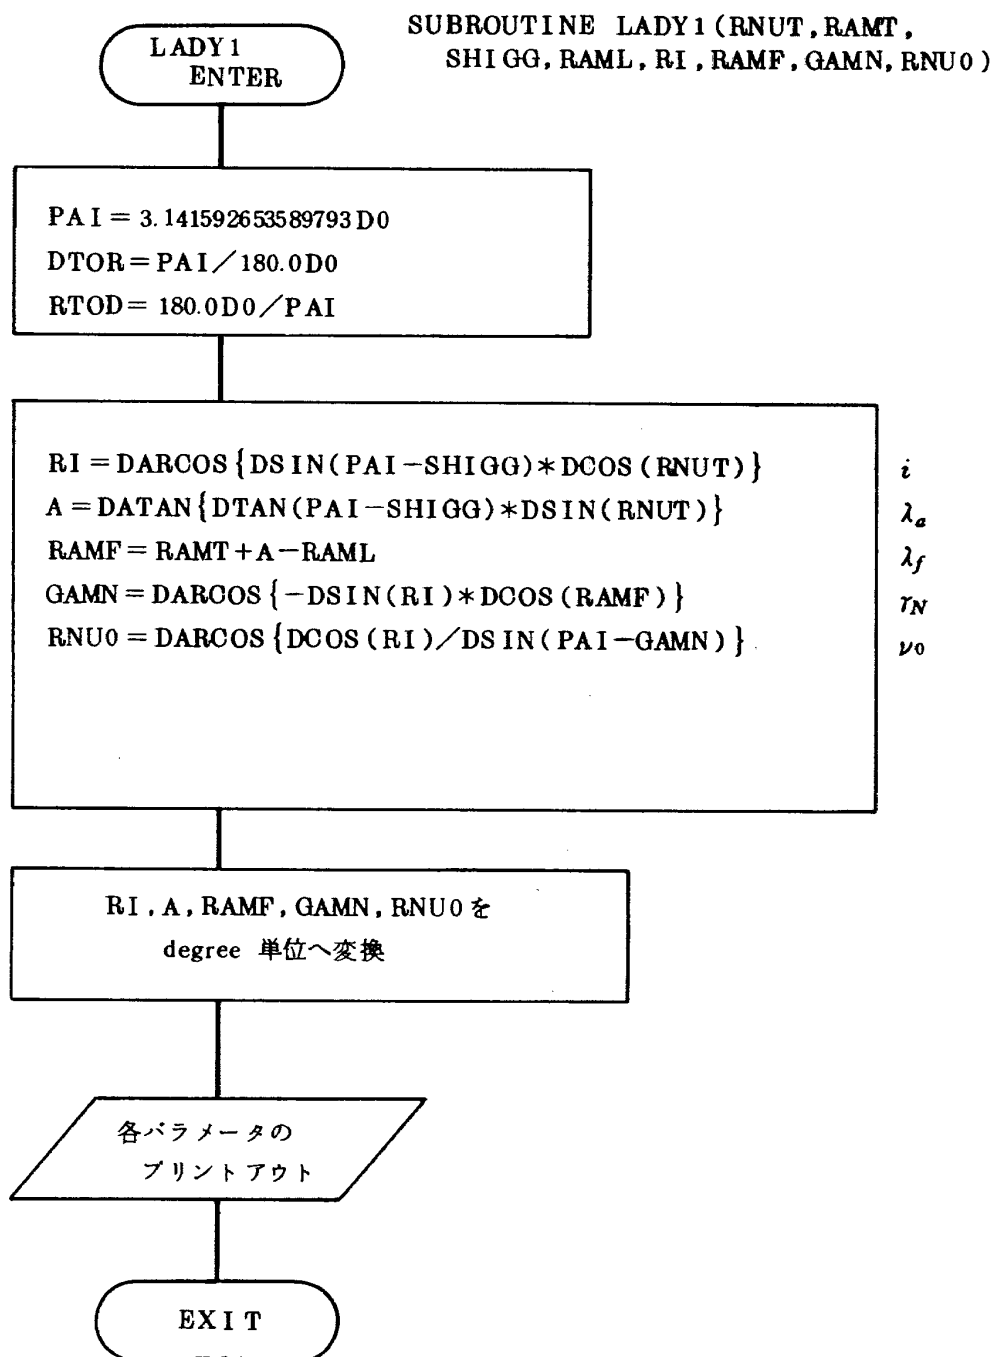 SUBROUTINE LADY1(RNUT,RAMT,
SHIGG,RAML,RI,RAMF,GAMN,RNU0)
LADY1
ENTER
PAI=3.141592653589793D0
DTOR=PAI/180.0D0
RTOD=180.0D0/PAI
RI=DARCOS{DSIN(PAI-SHIGG)*DCOS(RNUT)} i
A=DATAN{DTAN(PAI-SHIGG)*DSIN(RNUT)} λa
RAMF=RAMT+A-RAML λf
GAMN=DARCOS{-DSIN(RI)*DCOS(RAMF)} γN
RNU0=DARCOS{DCOS(RI)/DSIN(PAI-GAMN)} ν0
RI,A,RAMF,GAMN,RNU0を
degree 単位へ変換
各パラメータの
プリントアウト
EXIT